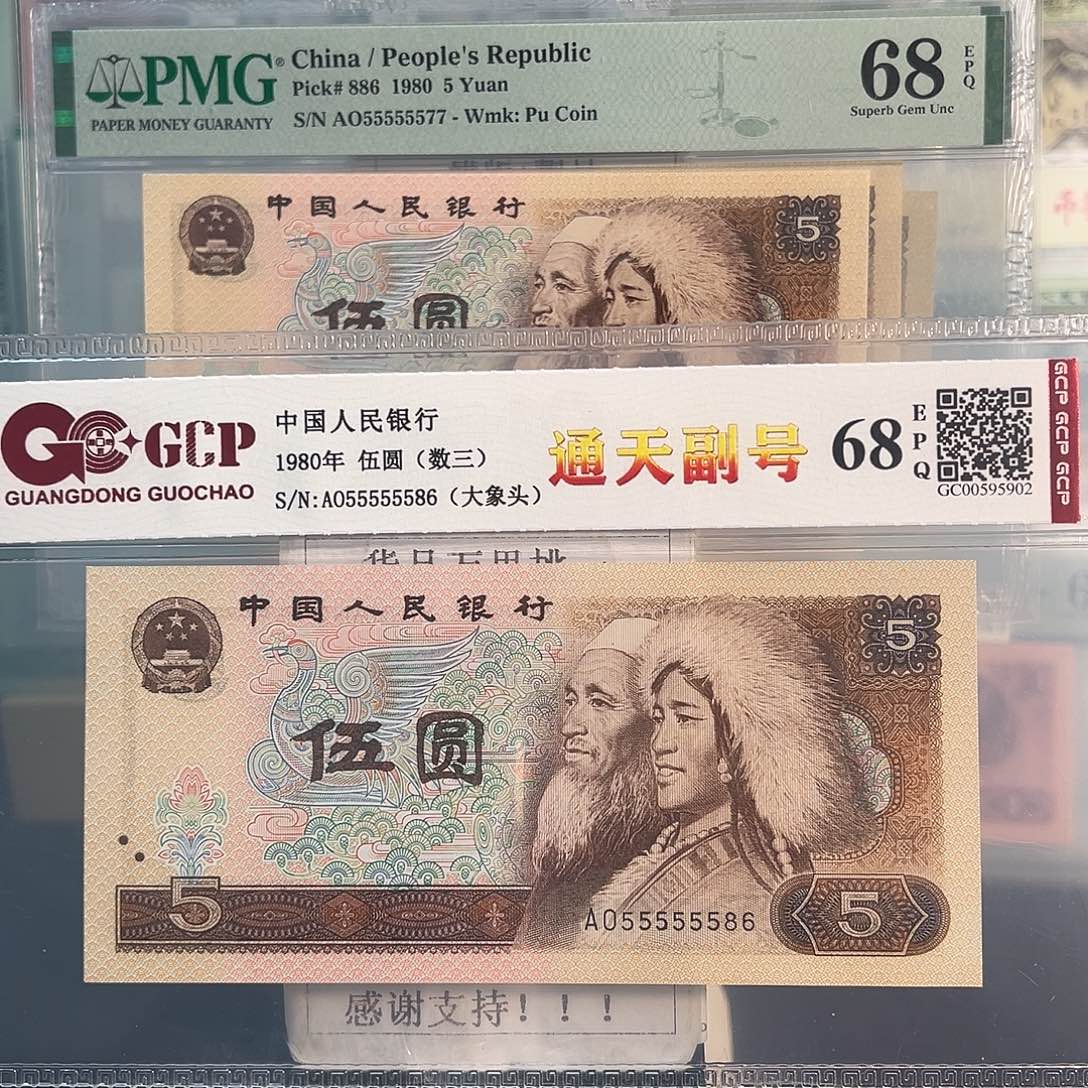 PMG® China / People's Republic
Pick# 886 1980 5 Yuan
PAPER MONEY GUARANTY
S/N AO55555577 - Wmk: Pu Coin
68 EPQ
Superb Gem Unc
中国人民银行
5
伍圆
GCP
GUANGDONG GUOCHAO
中国人民银行
1980年 伍圆（数三）
S/N:AO55555586（大象头）
通天副号
68 EPQ
GC00595902
GCP GCP GCP
中国人民银行
5
伍圆
5
AO55555586
5
感谢支持！！！